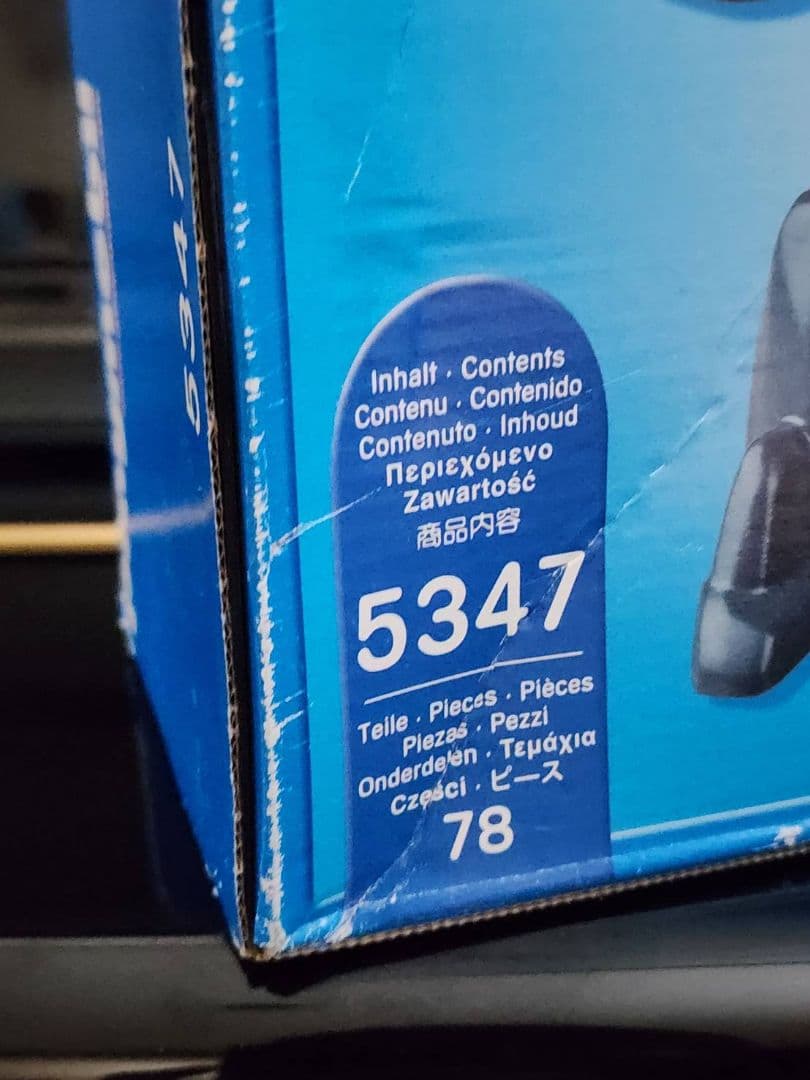 5347
Inhalt · Contents
Contenu · Contenido
Contenuto · Inhoud
Περιεχόμενο
Zawartość
商品内容
5347
Teile · Pieces · Pièces
Piezas · Pezzi
Onderdelen · Τεμάχια
Części · ピース
78